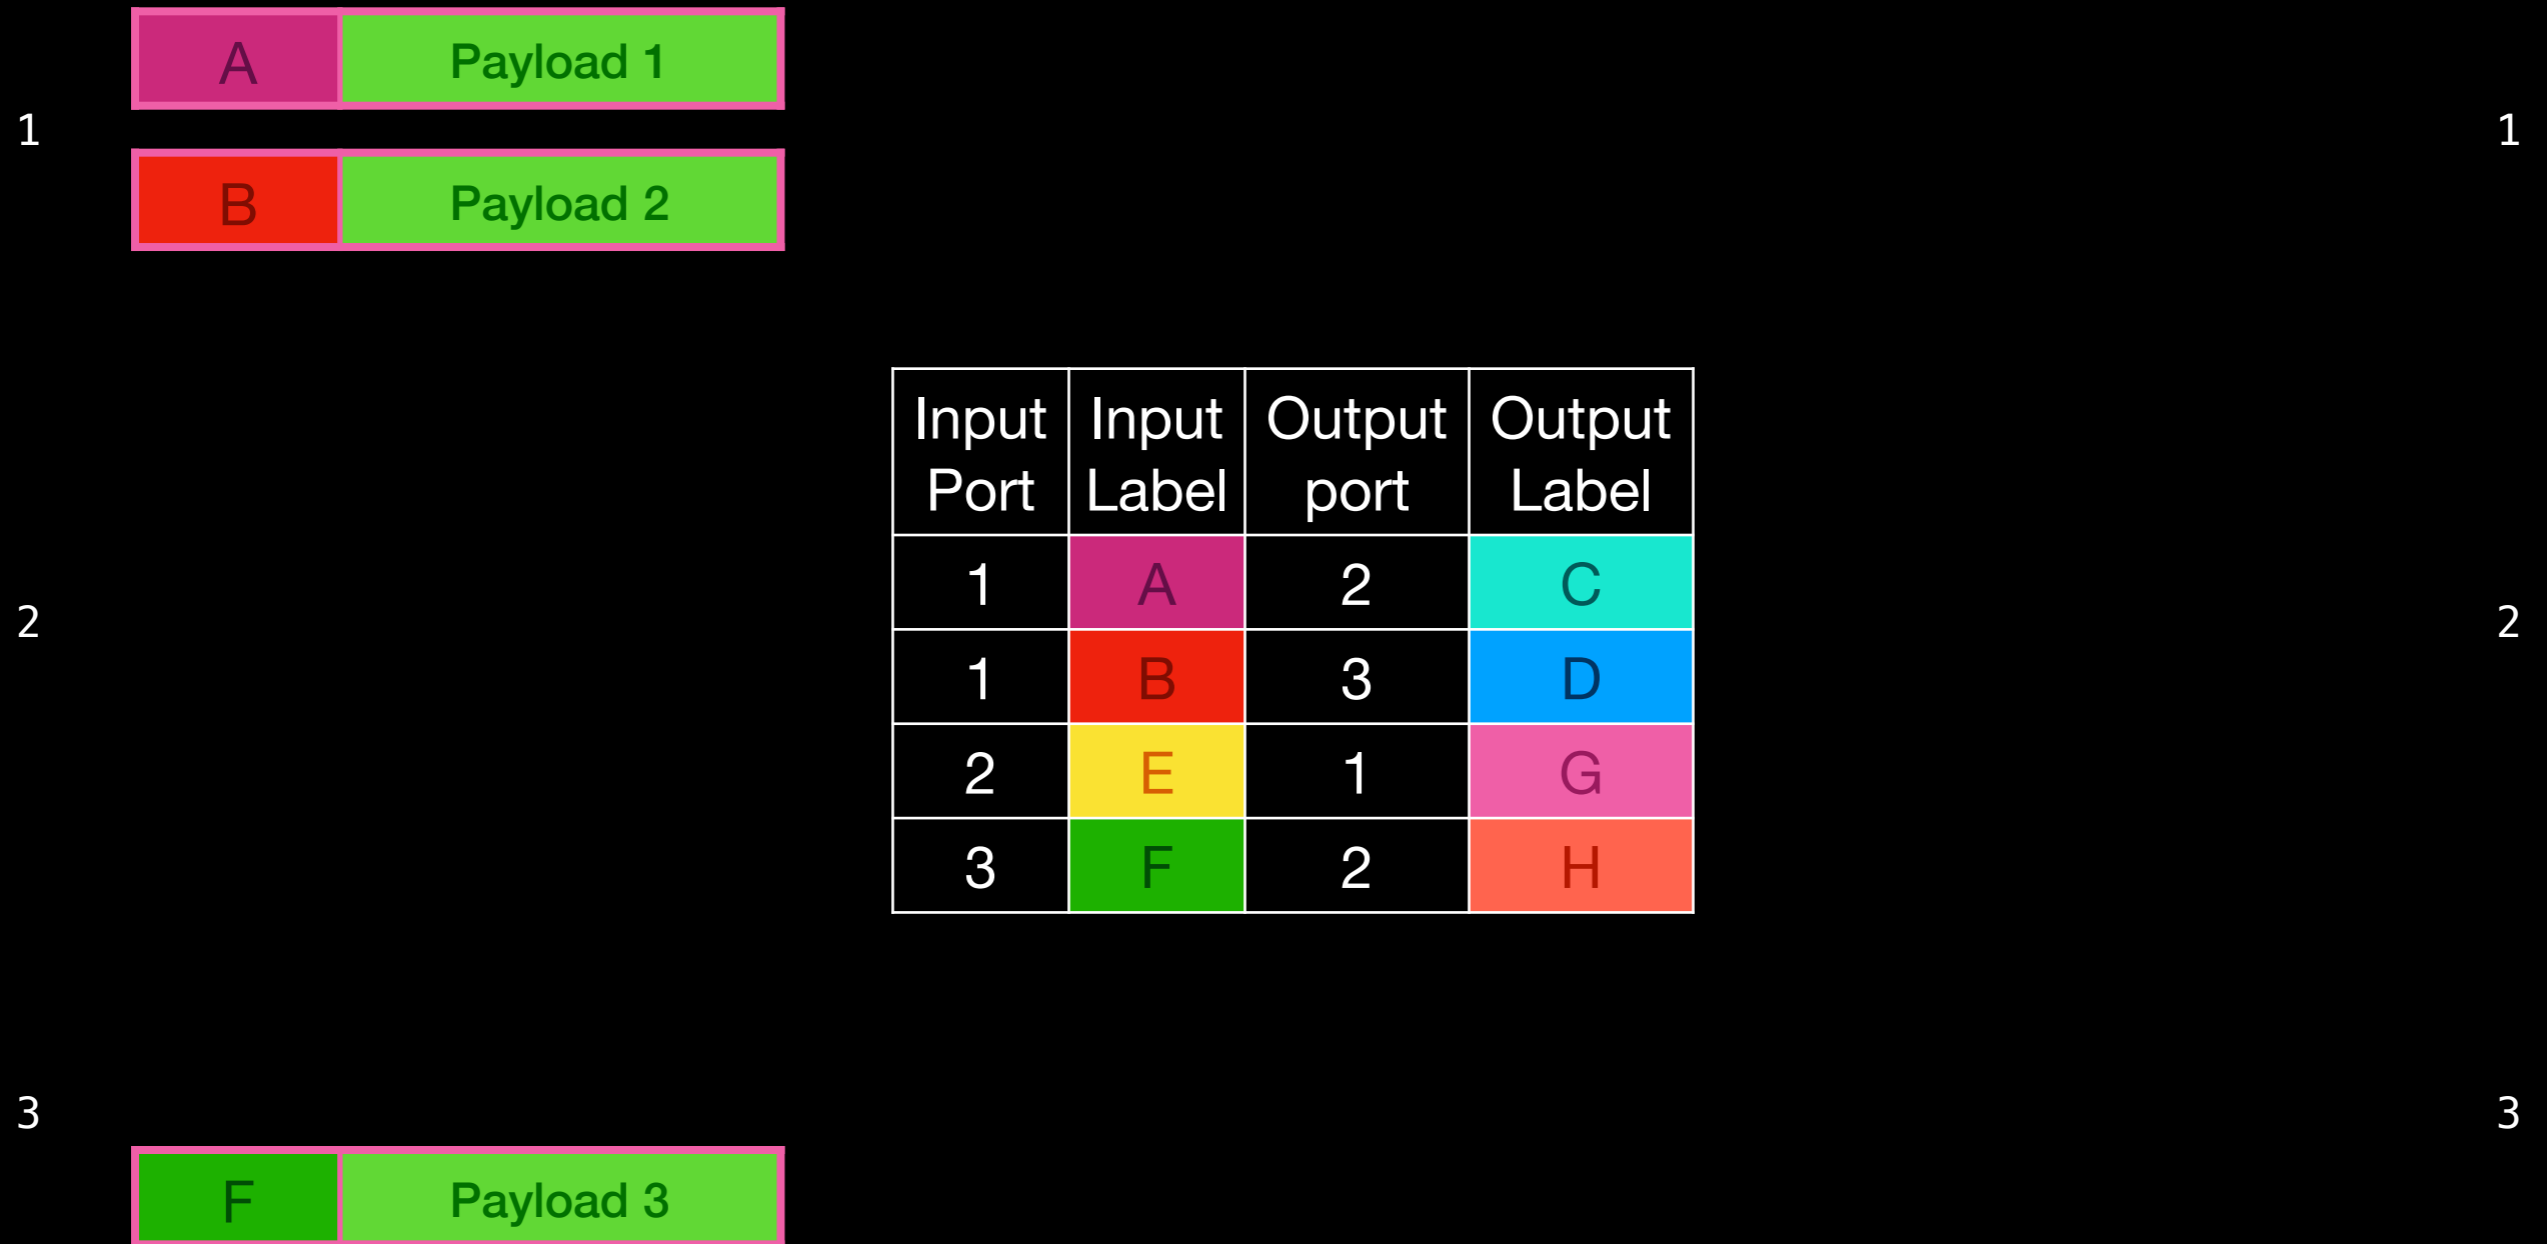 A Payload 1
1 1
B Payload 2
Input Port Input Label Output port Output Label
1 A 2 C
2 2
1 B 3 D
2 E 1 G
3 F 2 H
3 3
F Payload 3